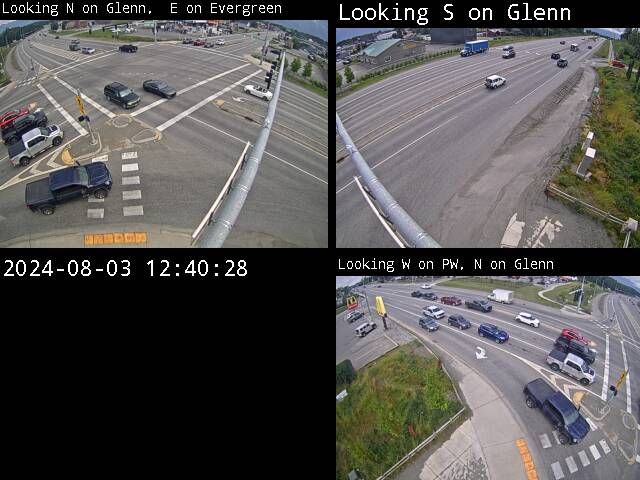 Looking N on Glenn, E on Evergreen
Looking S on Glenn
2024-08-03 12:40:28
Looking W on PW, N on Glenn